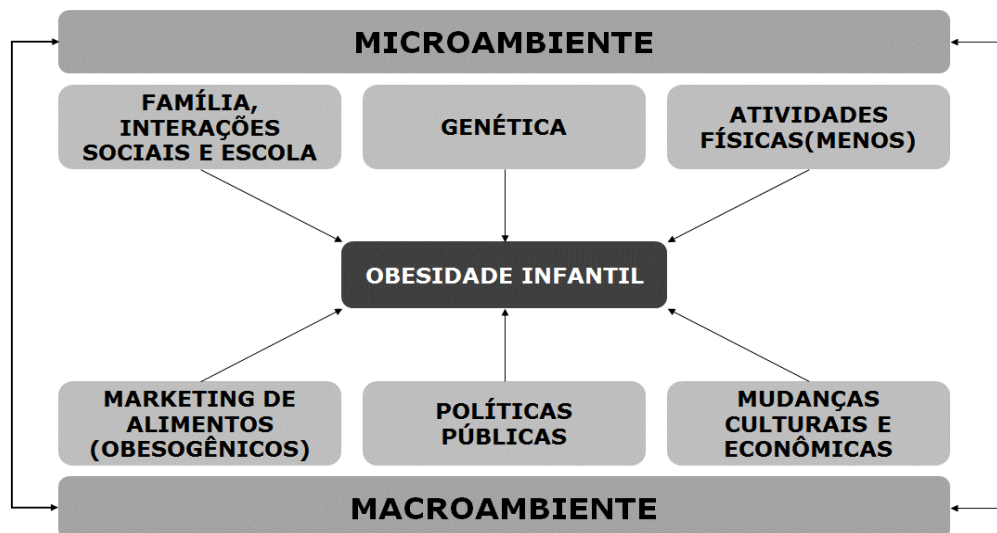 MICROAMBIENTE
FAMÍLIA,
INTERAÇÕES
SOCIAIS E ESCOLA
GENÉTICA
ATIVIDADES
FÍSICAS(MENOS)
OBESIDADE INFANTIL
MARKETING DE
ALIMENTOS
(OBESOGÊNICOS)
POLÍTICAS
PÚBLICAS
MUDANÇAS
CULTURAIS E
ECONÔMICAS
MACROAMBIENTE